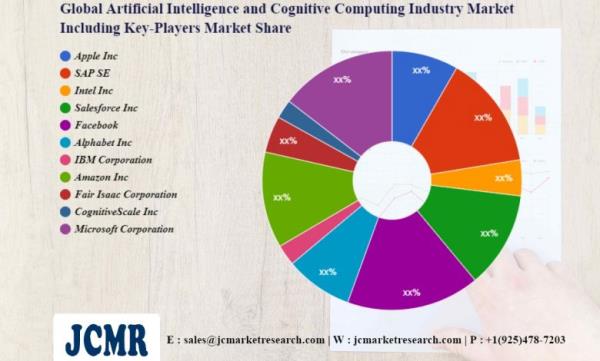 Global Artificial Intelligence and Cognitive Computing Industry Market
Including Key-Players Market Share
Apple Inc
SAP SE
Intel Inc
Salesforce Inc
Facebook
Alphabet Inc
IBM Corporation
Amazon Inc
Fair Isaac Corporation
CognitiveScale Inc
Microsoft Corporation
xx%
xx%
xx%
xx%
xx%
xx%
xx%
xx%
xx%
JCMR
E : sales@jcmarketresearch.com | W : jcmarketresearch.com | P : +1(925)478-7203